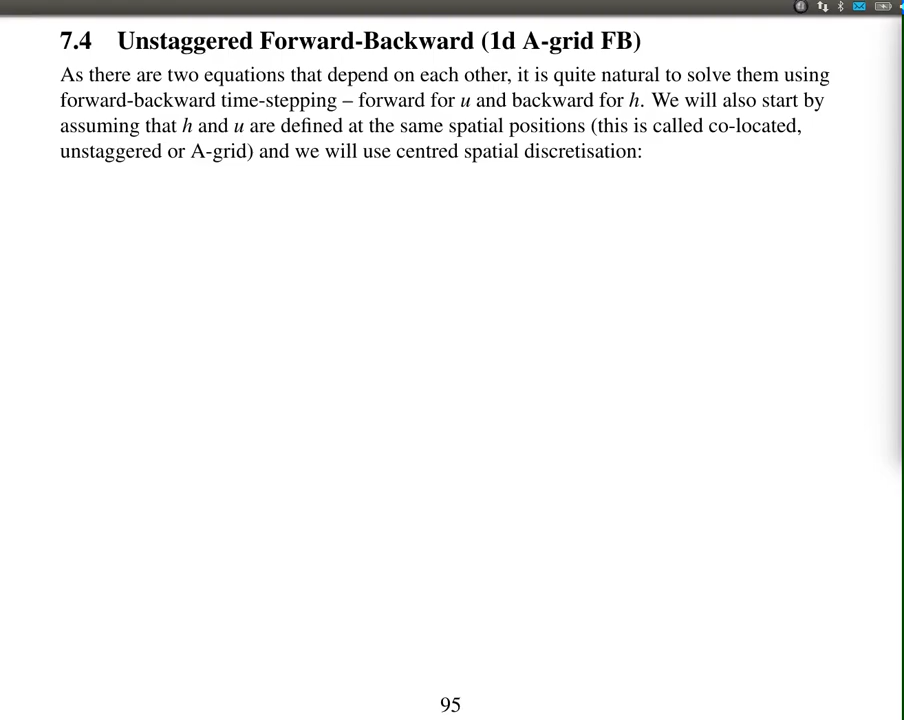 7.4 Unstaggered Forward-Backward (1d A-grid FB)
As there are two equations that depend on each other, it is quite natural to solve them using
forward-backward time-stepping – forward for u and backward for h. We will also start by
assuming that h and u are defined at the same spatial positions (this is called co-located,
unstaggered or A-grid) and we will use centred spatial discretisation:
95